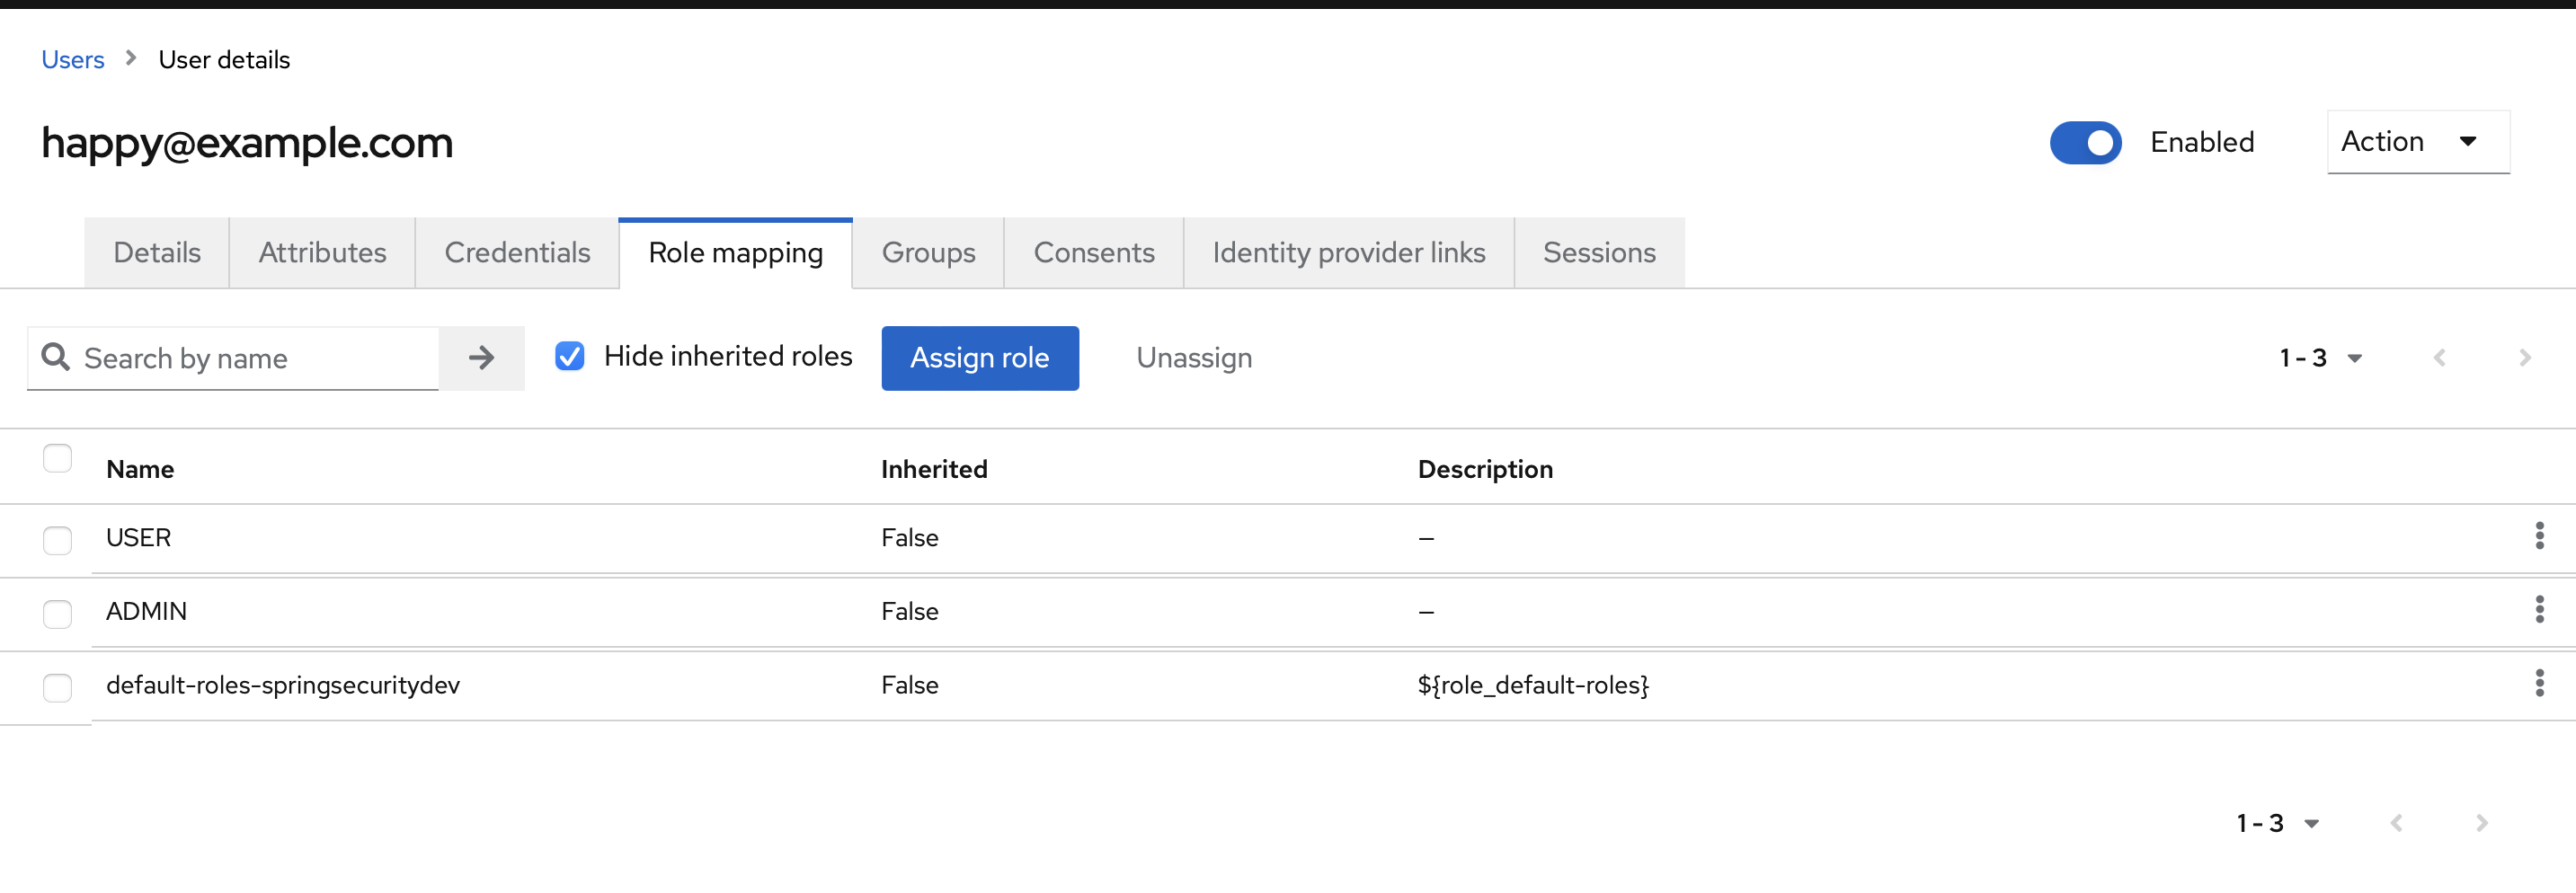 Users > User details
happy@example.com
Enabled
Action
Details Attributes Credentials Role mapping Groups Consents Identity provider links Sessions
Search by name
Hide inherited roles
Assign role
Unassign
1 - 3
Name Inherited Description
USER False –
ADMIN False –
default-roles-springsecuritydev False ${role_default-roles}
1 - 3